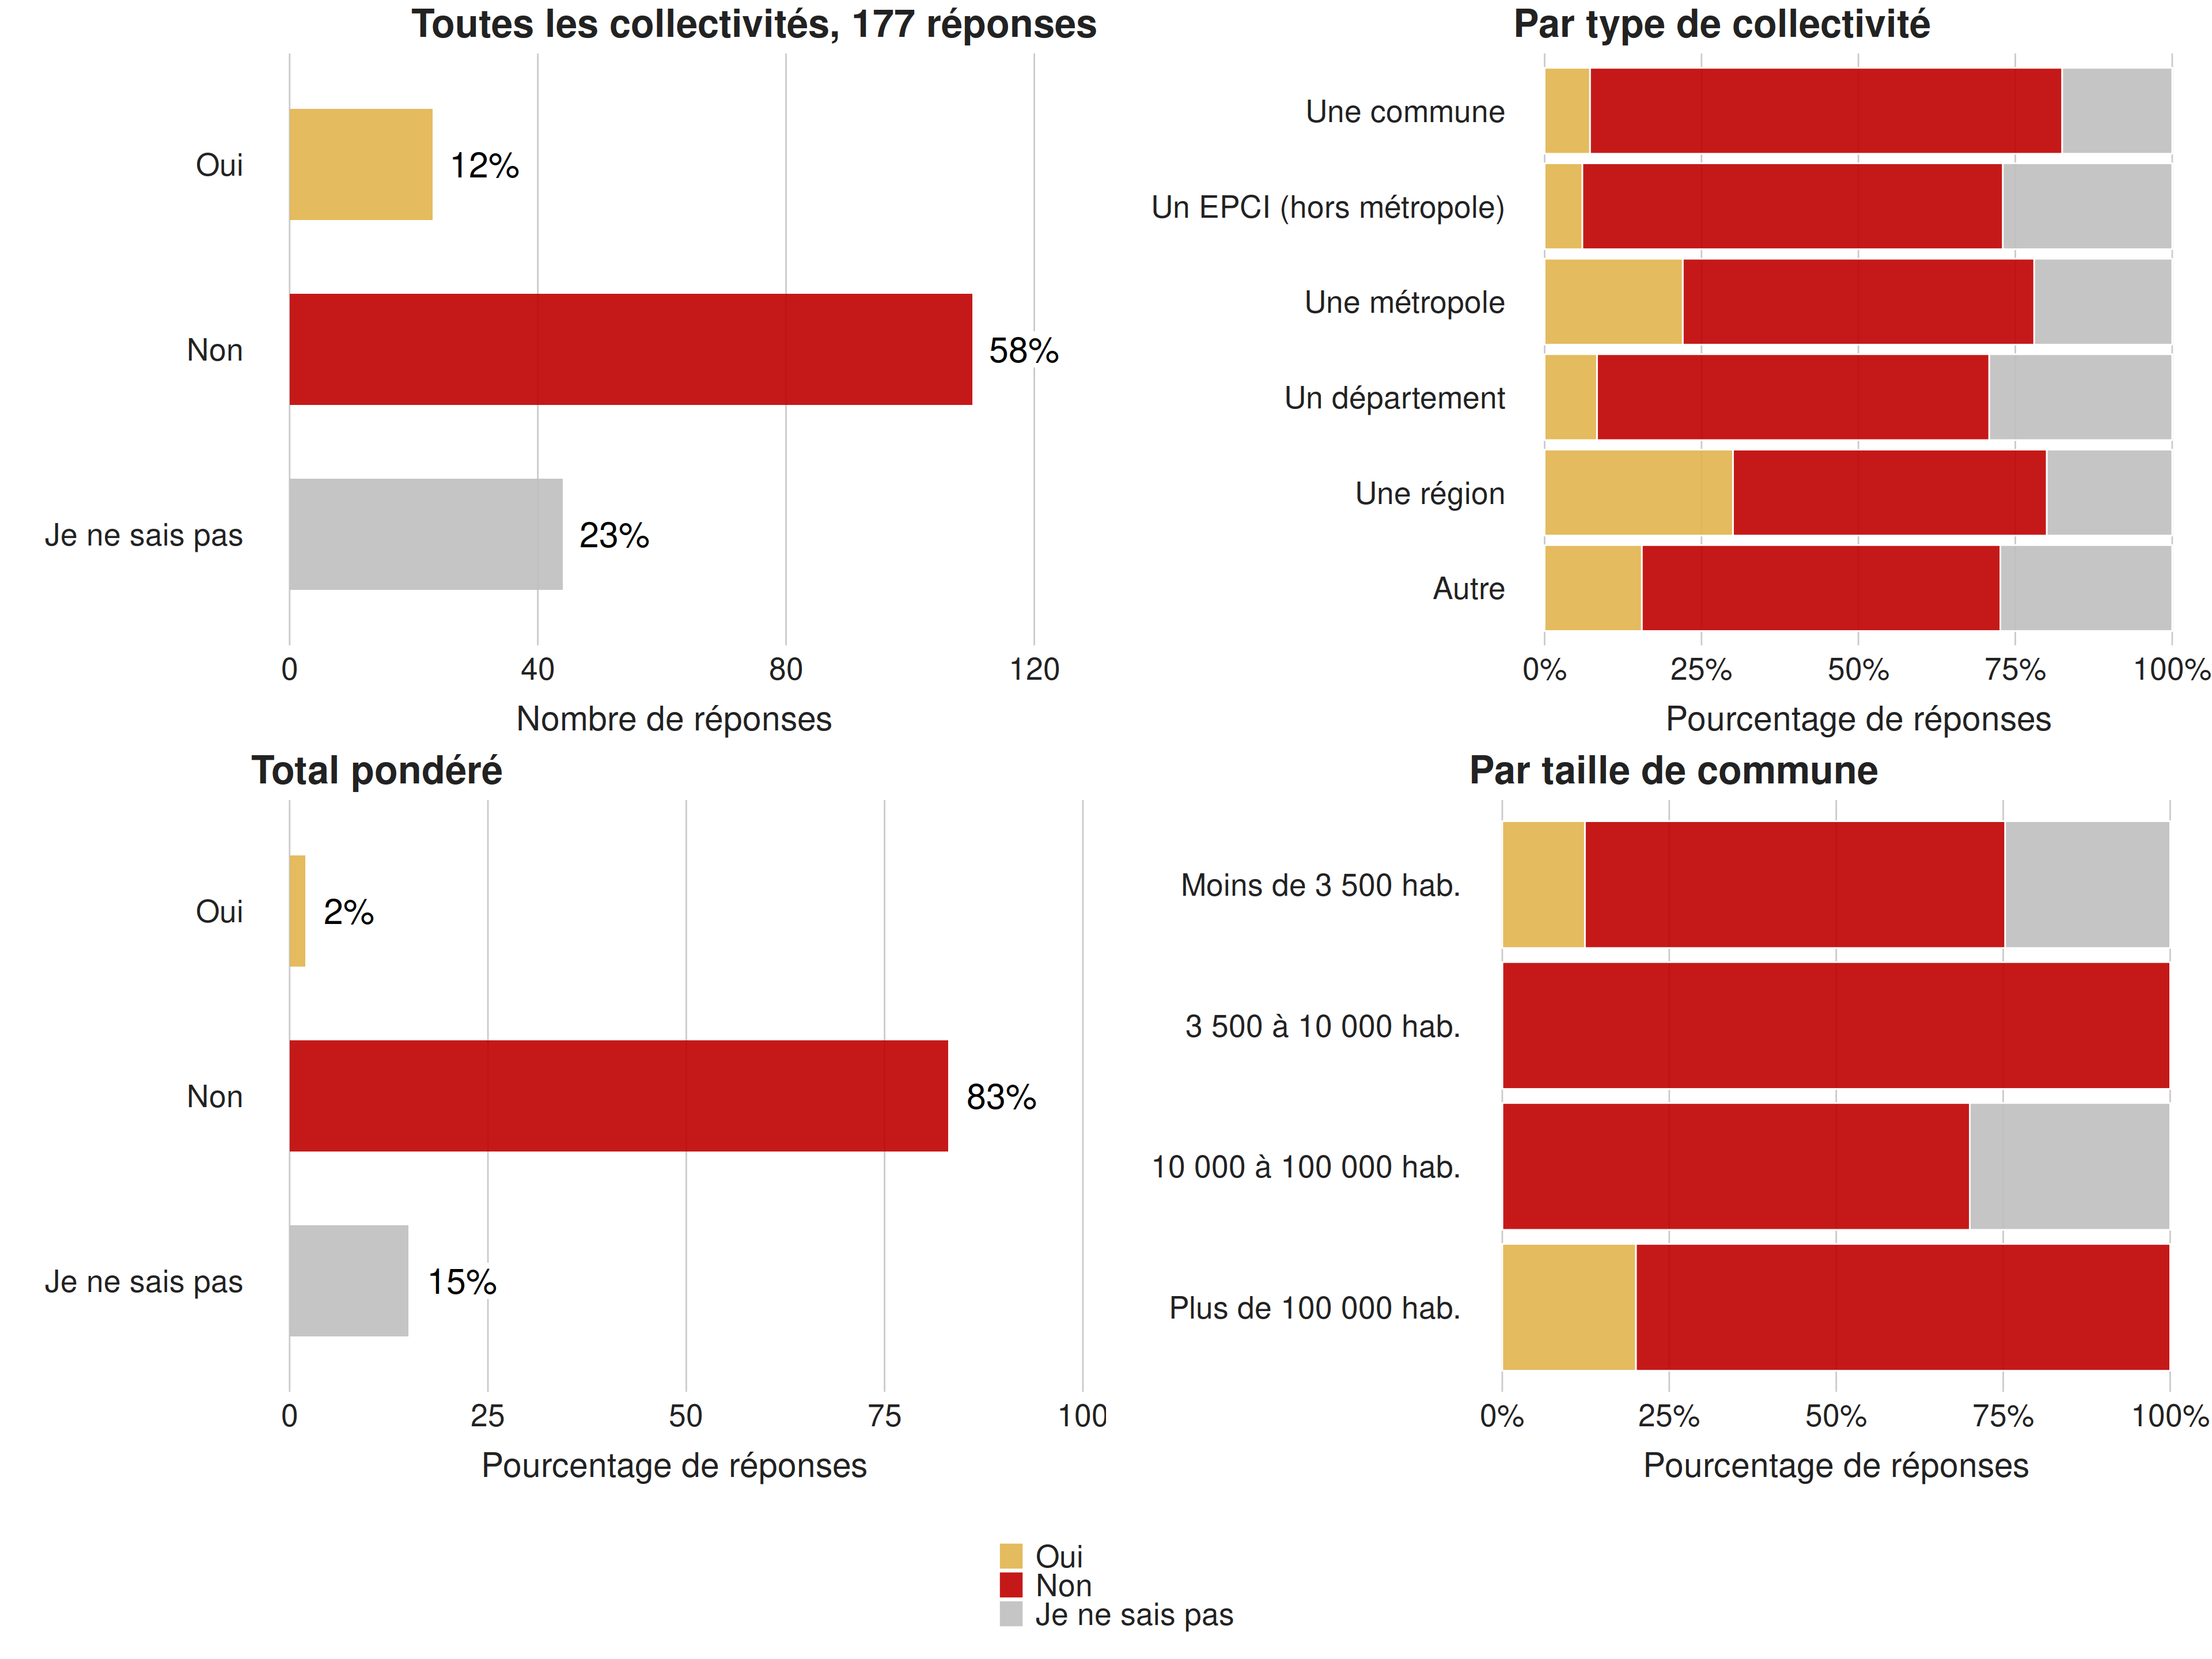 Toutes les collectivités, 177 réponses
Oui
12%
Non
58%
Je ne sais pas
23%
0 40 80 120
Nombre de réponses
Par type de collectivité
Une commune
Un EPCI (hors métropole)
Une métropole
Un département
Une région
Autre
0% 25% 50% 75% 100%
Pourcentage de réponses
Total pondéré
Oui
2%
Non
83%
Je ne sais pas
15%
0 25 50 75 100
Pourcentage de réponses
Par taille de commune
Moins de 3 500 hab.
3 500 à 10 000 hab.
10 000 à 100 000 hab.
Plus de 100 000 hab.
0% 25% 50% 75% 100%
Pourcentage de réponses
Oui
Non
Je ne sais pas